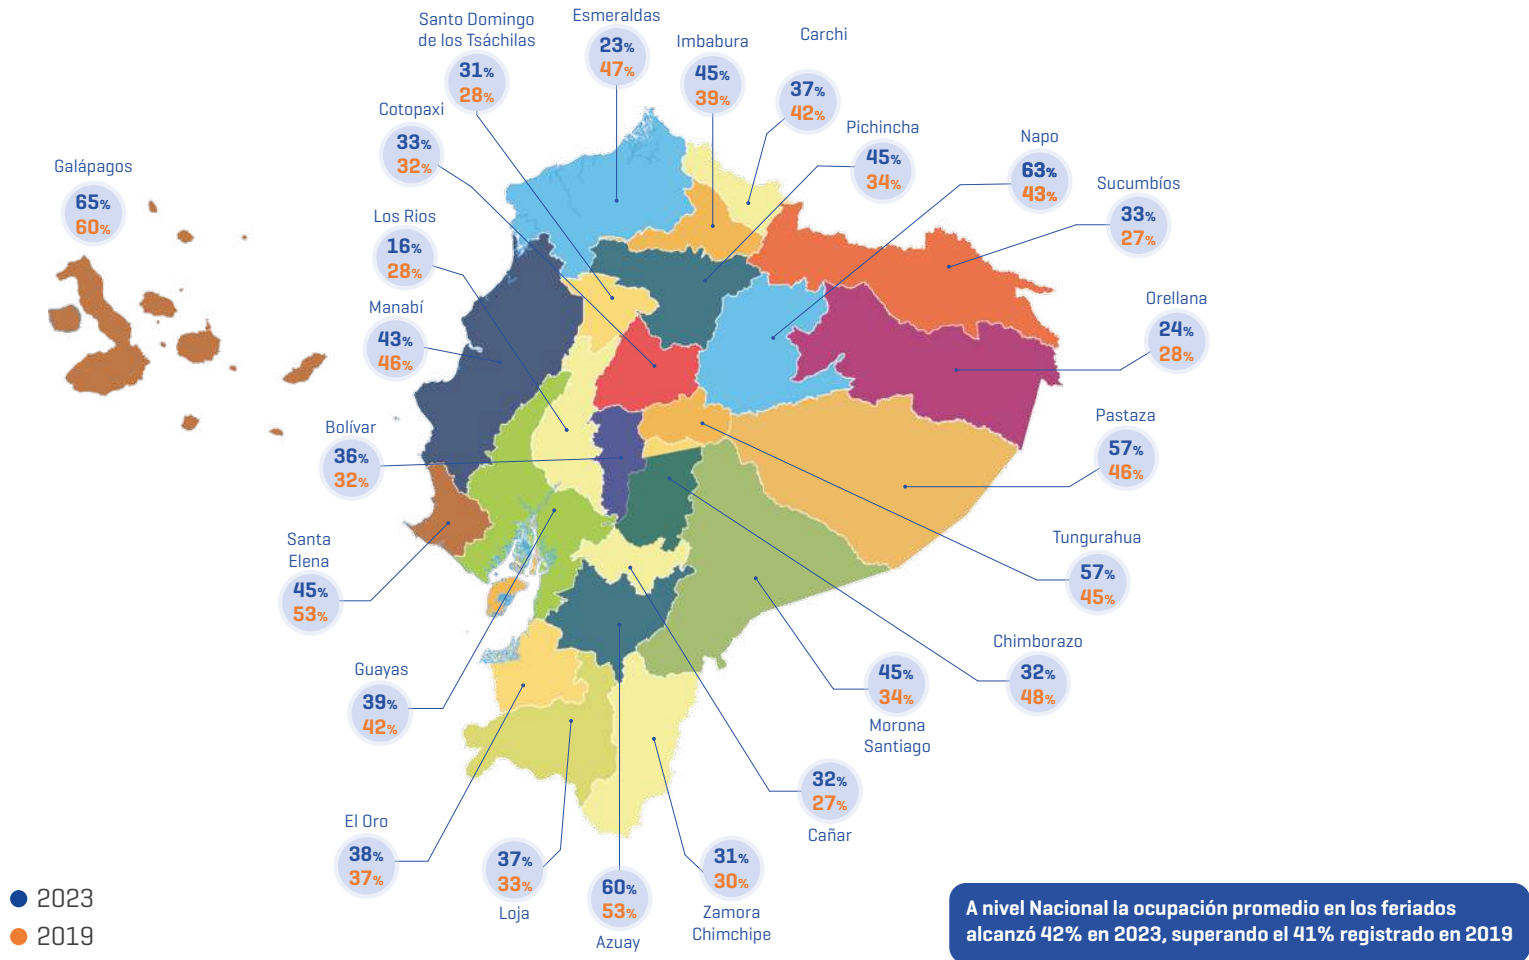 Santo Domingo
de los Tsáchilas
31%
28%
Esmeraldas
23%
47%
Imbabura
45%
39%
Carchi
37%
42%
Cotopaxi
33%
32%
Pichincha
45%
34%
Napo
63%
43%
Galápagos
65%
60%
Sucumbíos
33%
27%
Los Rios
16%
28%
Manabí
43%
46%
Orellana
24%
28%
Bolívar
36%
32%
Pastaza
57%
46%
Santa
Elena
45%
53%
Tungurahua
57%
45%
Guayas
39%
42%
Chimborazo
32%
48%
45%
34%
Morona
Santiago
32%
27%
Cañar
El Oro
38%
37%
37%
33%
Loja
60%
53%
Azuay
31%
30%
Zamora
Chimchipe
2023
2019
A nivel Nacional la ocupación promedio en los feriados
alcanzó 42% en 2023, superando el 41% registrado en 2019